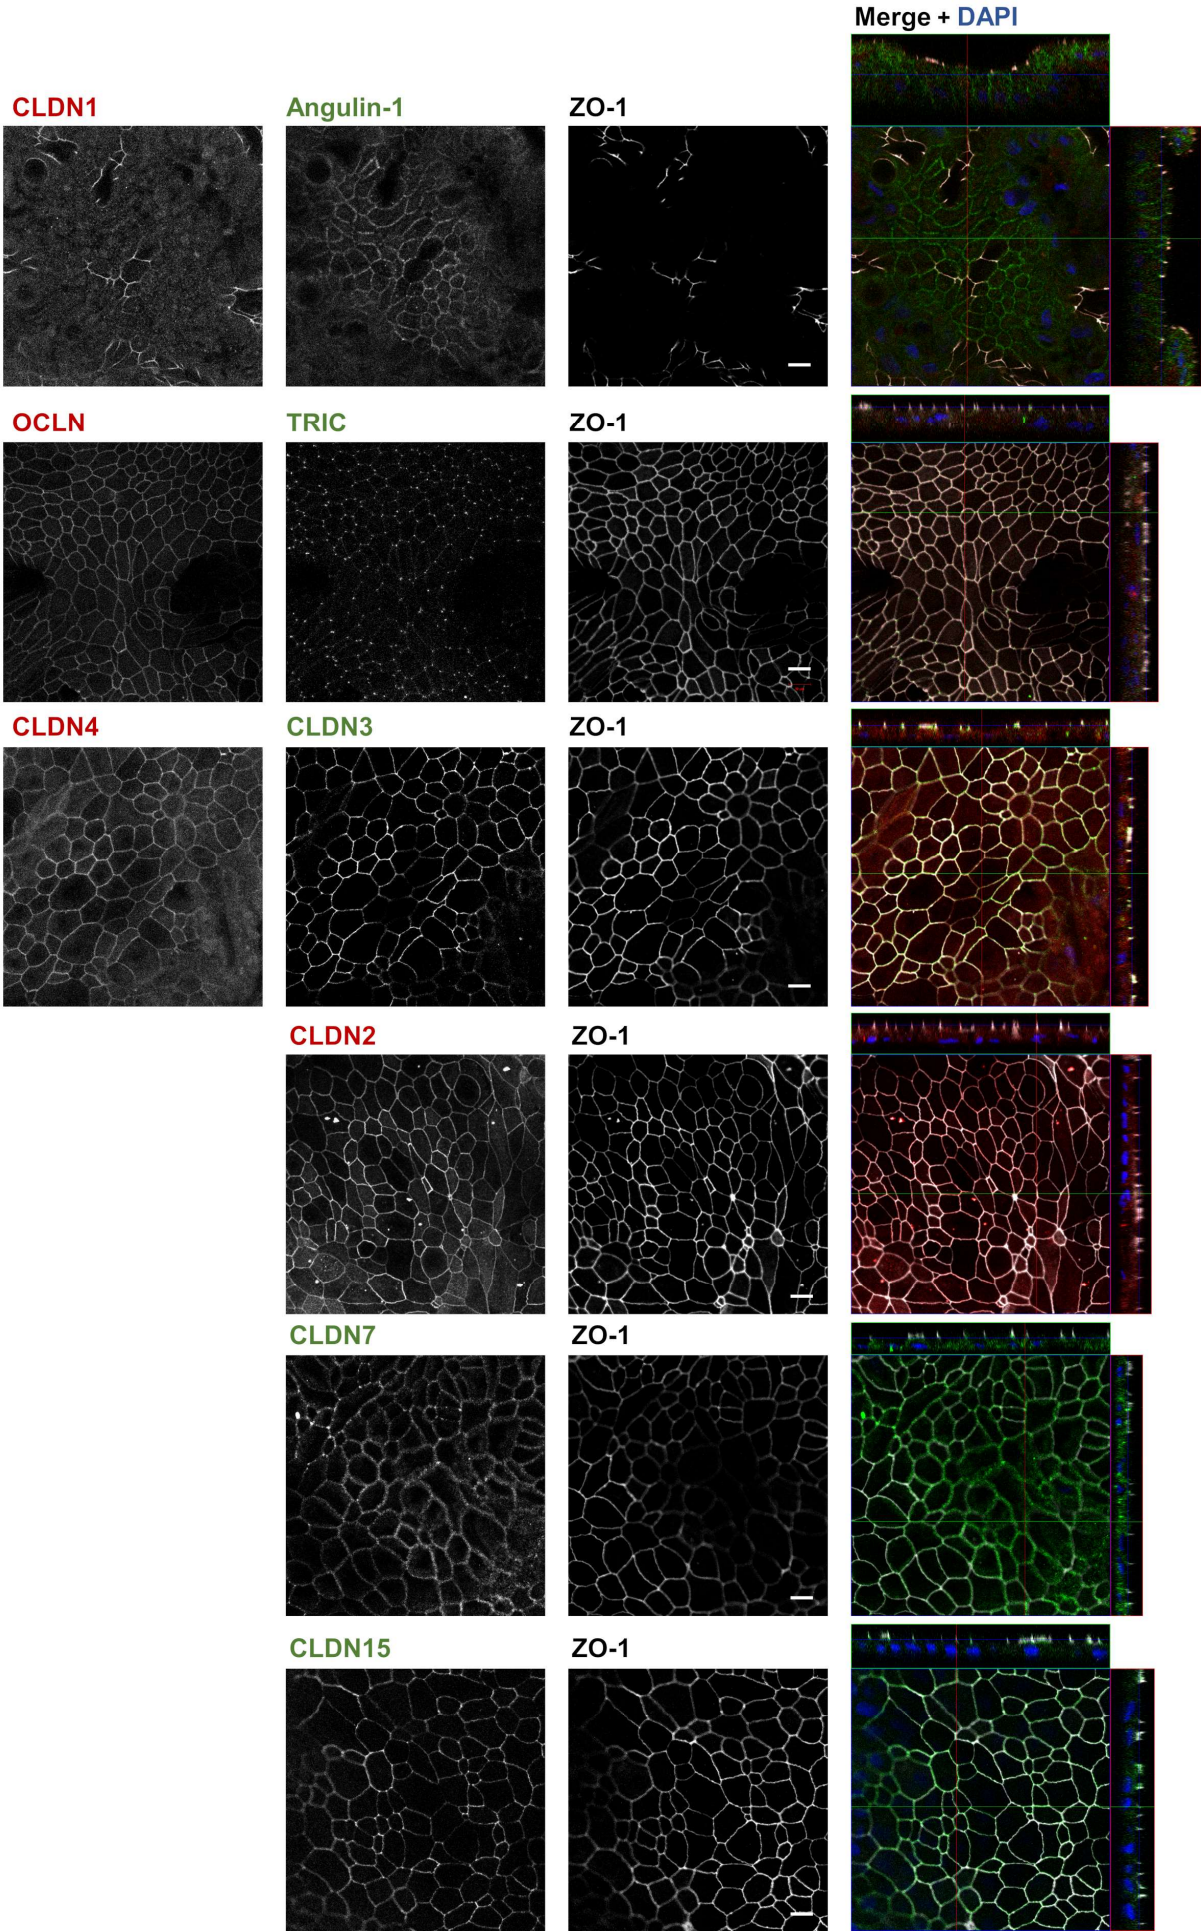 Merge + DAPI
CLDN1 Angulin-1 ZO-1
OCLN TRIC ZO-1
CLDN4 CLDN3 ZO-1
CLDN2 ZO-1
CLDN7 ZO-1
CLDN15 ZO-1